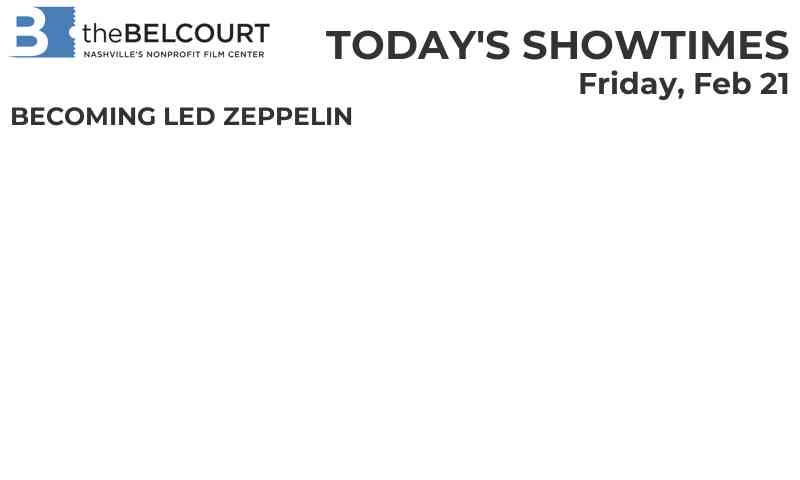 B theBELCOURT
NASHVILLE'S NONPROFIT FILM CENTER
TODAY'S SHOWTIMES
Friday, Feb 21
BECOMING LED ZEPPELIN